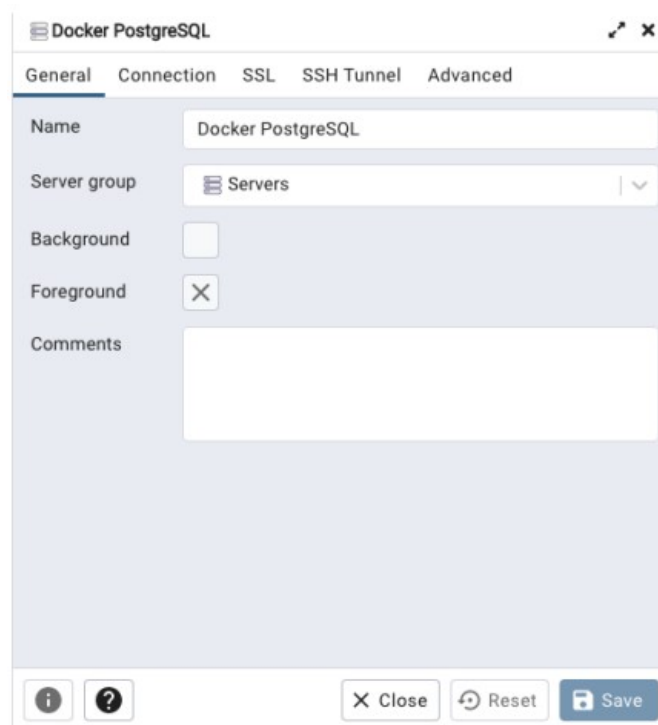 Docker PostgreSQL
General Connection SSL SSH Tunnel Advanced
Name Docker PostgreSQL
Server group Servers
Background
Foreground
Comments
Close Reset Save